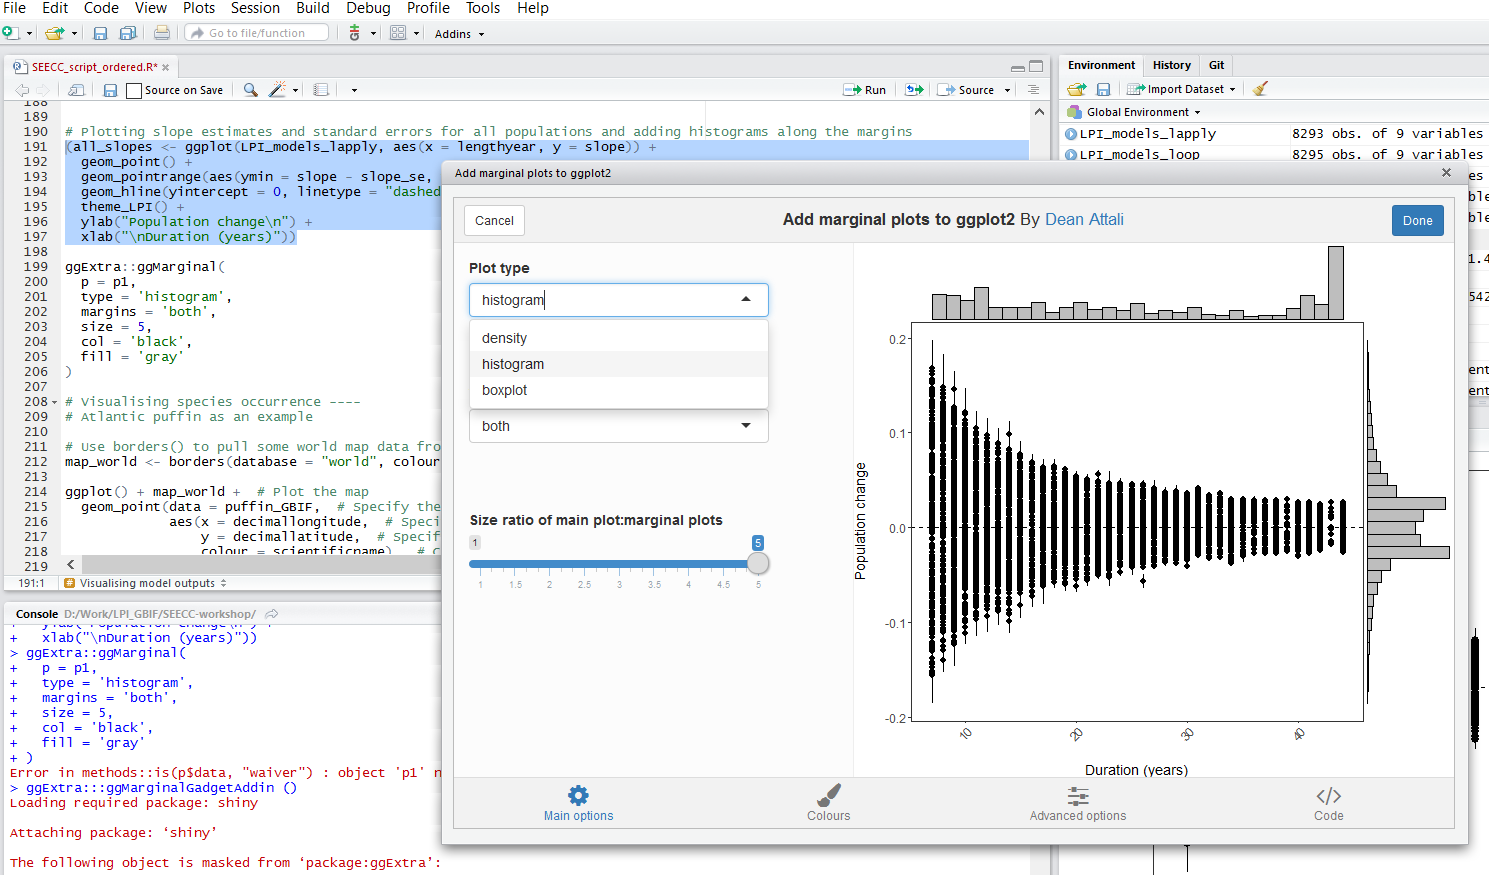 File Edit Code View Plots Session Build Debug Profile Tools Help
Go to file/function Addins
SEECC_script_ordered.R* ×
Source on Save Run Source
188
189
190 # Plotting slope estimates and standard errors for all populations and adding histograms along the margins
191 (all_slopes <- ggplot(LPI_models_lapply, aes(x = lengthyear, y = slope)) +
192 geom_point() +
193 geom_pointrange(aes(ymin = slope - slope_se,
194 geom_hline(yintercept = 0, linetype = "dashed
195 theme_LPI() +
196 ylab("Population change\n") +
197 xlab("\nDuration (years)"))
198
199 ggExtra::ggMarginal(
200 p = p1,
201 type = 'histogram',
202 margins = 'both',
203 size = 5,
204 col = 'black',
205 fill = 'gray'
206 )
207
208 # Visualising species occurrence ----
209 # Atlantic puffin as an example
210
211 # Use borders() to pull some world map data fro
212 map_world <- borders(database = "world", colour
213
214 ggplot() + map_world + # Plot the map
215 geom_point(data = puffin_GBIF, # Specify the
216 aes(x = decimallongitude, # Speci
217 y = decimallatitude, # Specif
218 colour = scientificname) # C
219
191:1 # Visualising model outputs
Console D:/Work/LPI_GBIF/SEECC-workshop/
+ ylab("Population change\n") +
+ xlab("\nDuration (years)"))
> ggExtra::ggMarginal(
+ p = p1,
+ type = 'histogram',
+ margins = 'both',
+ size = 5,
+ col = 'black',
+ fill = 'gray'
+ )
Error in methods::is(p$data, "waiver") : object 'p1' n
> ggExtra:::ggMarginalGadgetAddin ()
Loading required package: shiny
Attaching package: ‘shiny’
The following object is masked from ‘package:ggExtra’:
Environment History Git
Import Dataset
Global Environment
LPI_models_lapply 8293 obs. of 9 variables
LPI_models_loop 8295 obs. of 9 variables
es
ble
ble
1.4
542
ent
ent
Add marginal plots to ggplot2 ×
Cancel Add marginal plots to ggplot2 By Dean Attali Done
Plot type
histogram
density
histogram
boxplot
both
Size ratio of main plot:marginal plots
1 5
1 1.5 2 2.5 3 3.5 4 4.5 5
0.2
0.1
0.0
-0.1
-0.2
Population change
10 20 30 40
Duration (years)
Main options Colours Advanced options Code